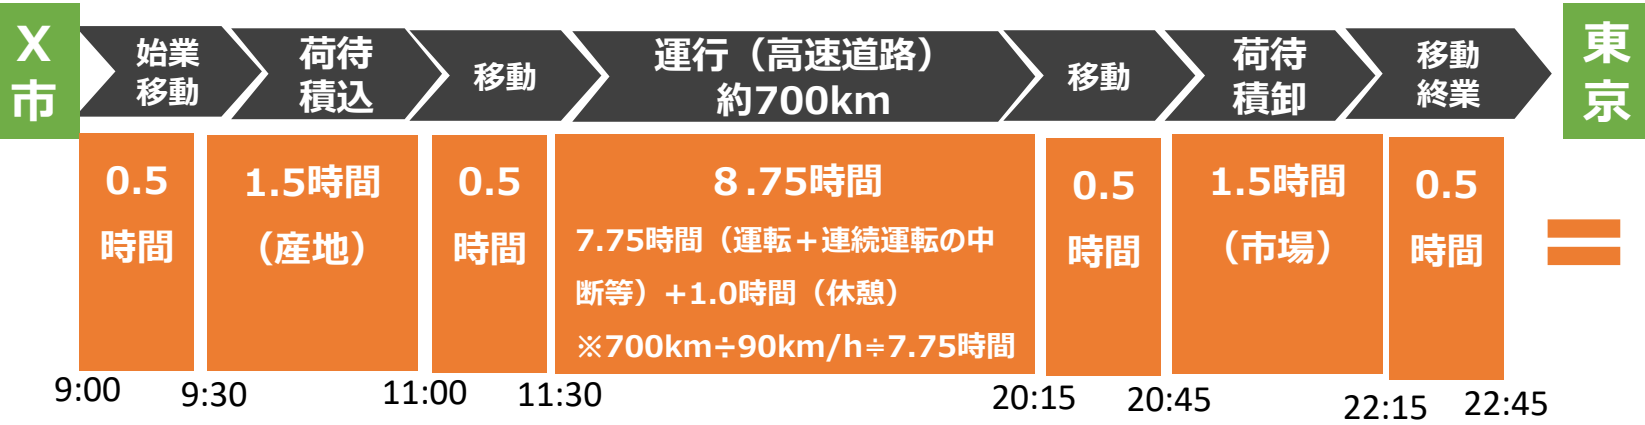 X
市
始業
移動
荷待
積込
移動
運行（高速道路）
約700km
移動
荷待
積卸
移動
終業
東
京
0.5
時間
1.5時間
（産地）
0.5
時間
８.75時間
7.75時間（運転＋連続運転の中
断等）+1.0時間（休憩）
※700km÷90km/h≒7.75時間
0.5
時間
1.5時間
（市場）
0.5
時間
＝
9:00
9:30
11:00
11:30
20:15
20:45
22:15
22:45